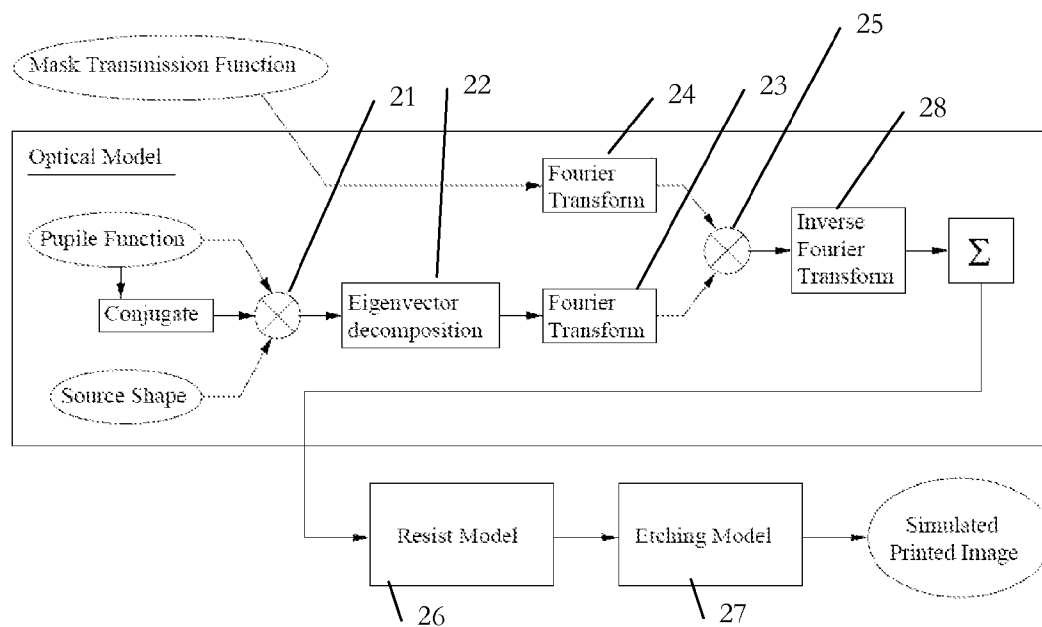 25
Mask Transmission Function
21
22
24
23
28
Optical Model
Fourier
Transform
Pupile Function
Inverse
Fourier
Transform
Σ
Conjugate
Eigenvector
decomposition
Fourier
Transform
Source Shape
Resist Model
Etching Model
Simulated
Printed Image
26
27